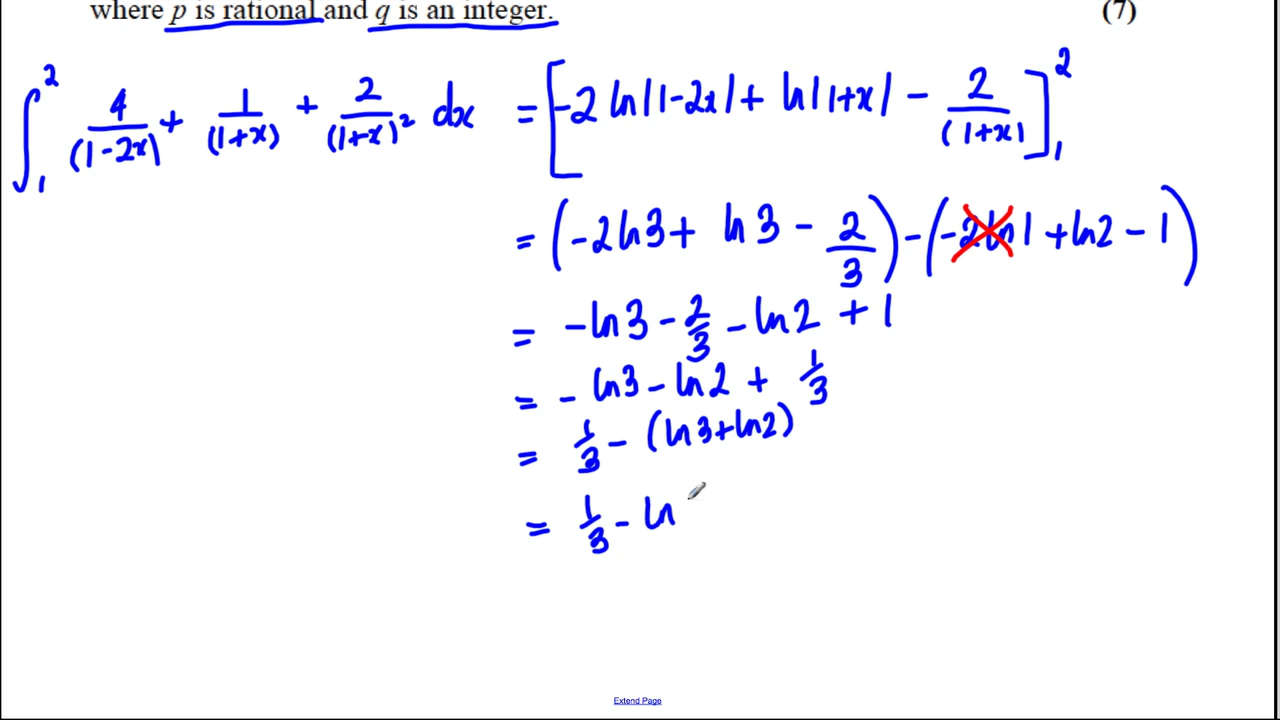 where p is rational and q is an integer. (7)
∫₁² 4/(1-2x) + 1/(1+x) + 2/(1+x)² dx = [-2 ln|1-2x| + ln|1+x| - 2/(1+x)]₁²
= (-2ln3 + ln3 - 2/3) - (-2ln1 + ln2 - 1)
= -ln3 - 2/3 - ln2 + 1
= - ln3 - ln2 + 1/3
= 1/3 - (ln3+ln2)
= 1/3 - ln
Extend Page